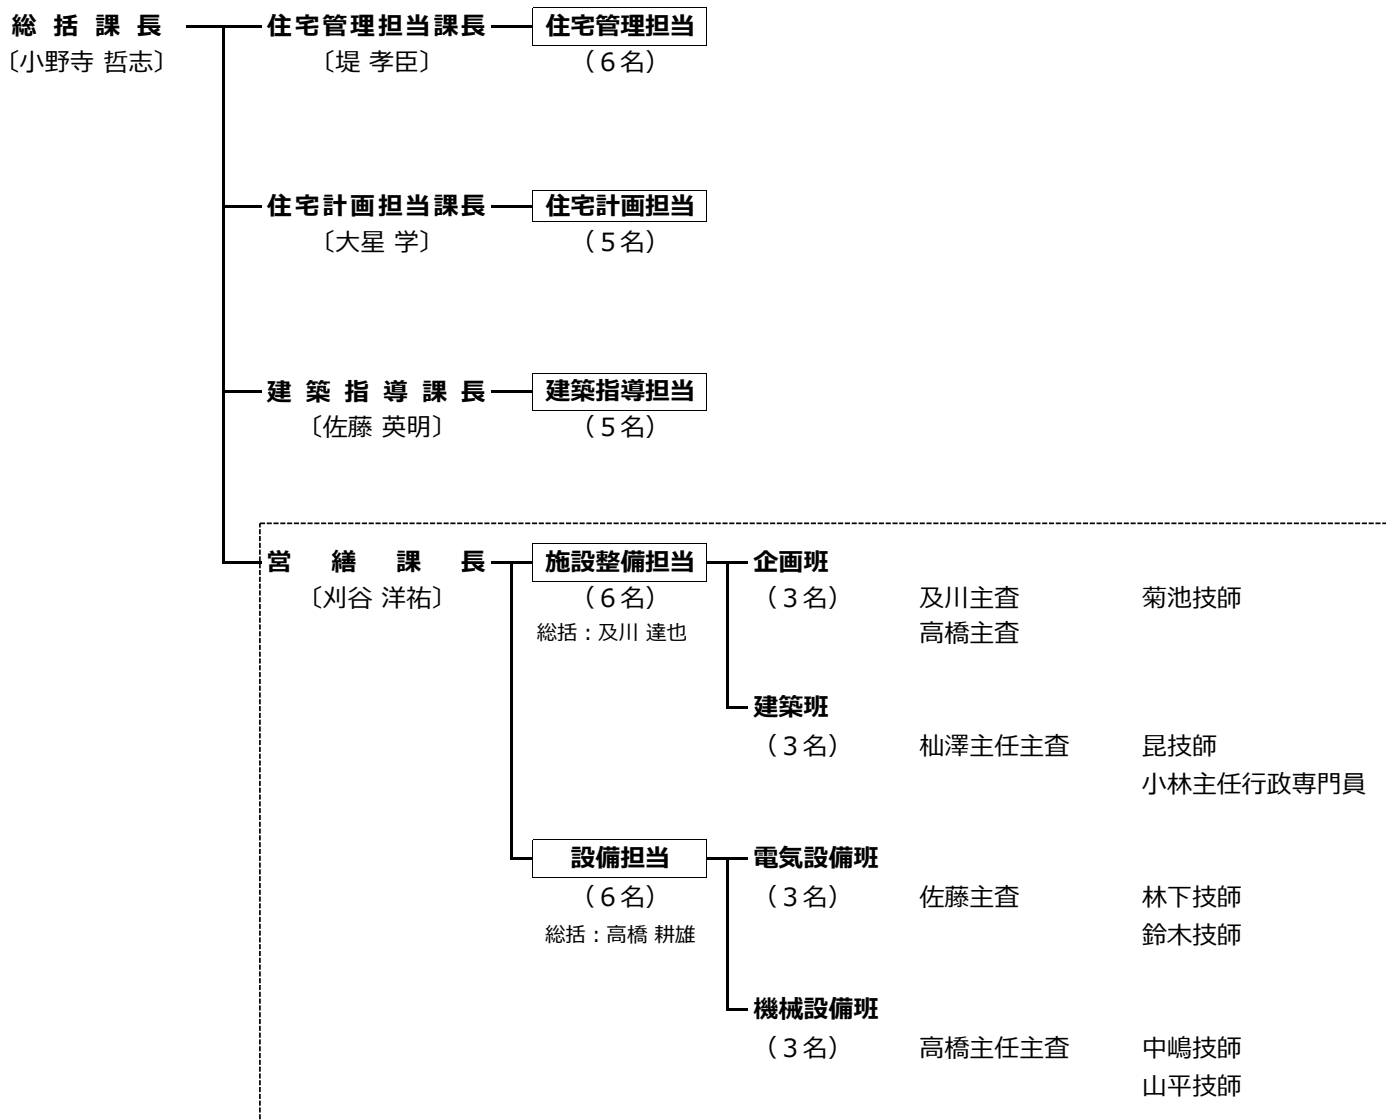 総括課長 住宅管理担当課長 住宅管理担当
〔小野寺 哲志〕 〔堤 孝臣〕 （6名）
住宅計画担当課長 住宅計画担当
〔大星 学〕 （5名）
建築指導課長 建築指導担当
〔佐藤 英明〕 （5名）
営繕課長 施設整備担当 企画班
〔刈谷 洋祐〕 （6名） （3名） 及川主査 菊池技師
総括：及川 達也 高橋主査
建築班
（3名） 杣澤主任主査 昆技師
小林主任行政専門員
設備担当 電気設備班
（6名） （3名） 佐藤主査 林下技師
総括：高橋 耕雄 鈴木技師
機械設備班
（3名） 高橋主任主査 中嶋技師
山平技師